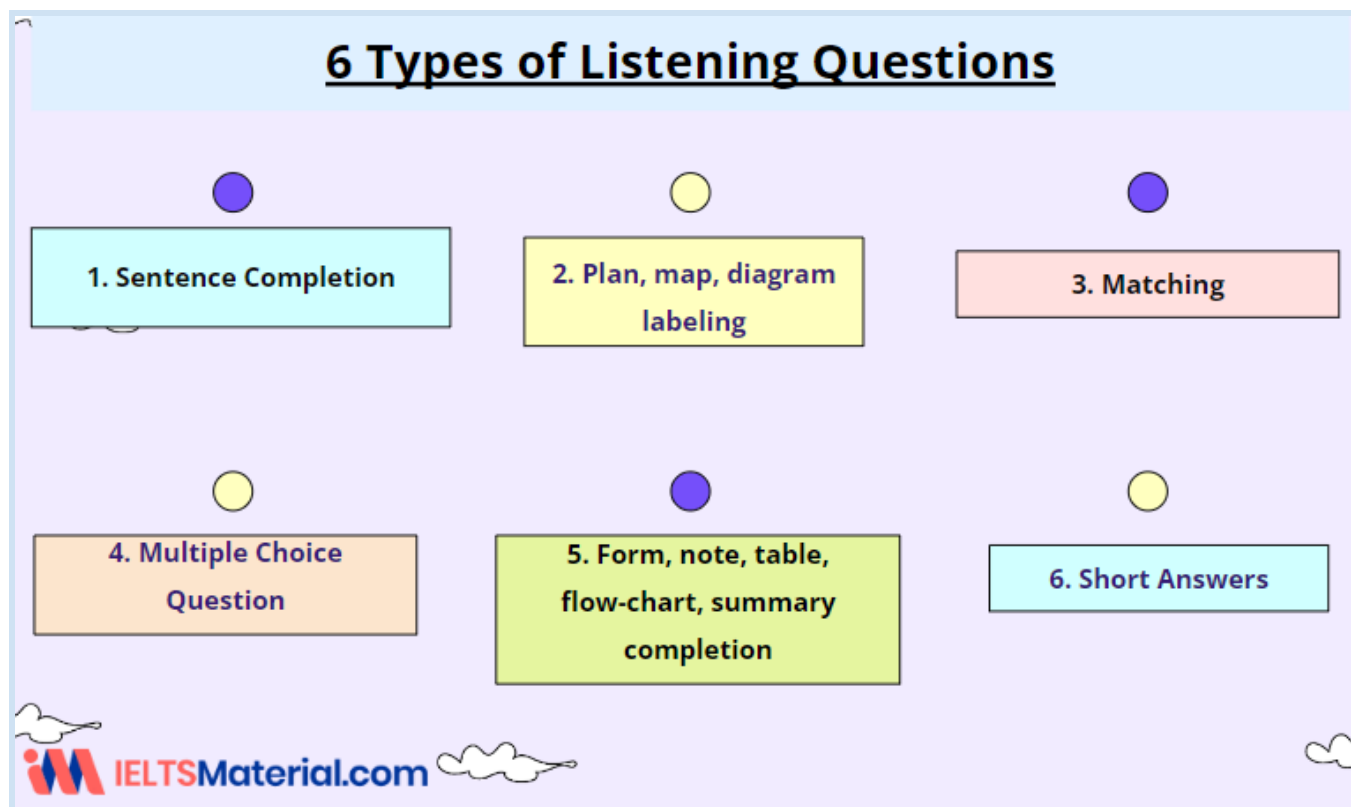 6 Types of Listening Questions
1. Sentence Completion
2. Plan, map, diagram
labeling
3. Matching
4. Multiple Choice
Question
5. Form, note, table,
flow-chart, summary
completion
6. Short Answers
iM IELTSMaterial.com